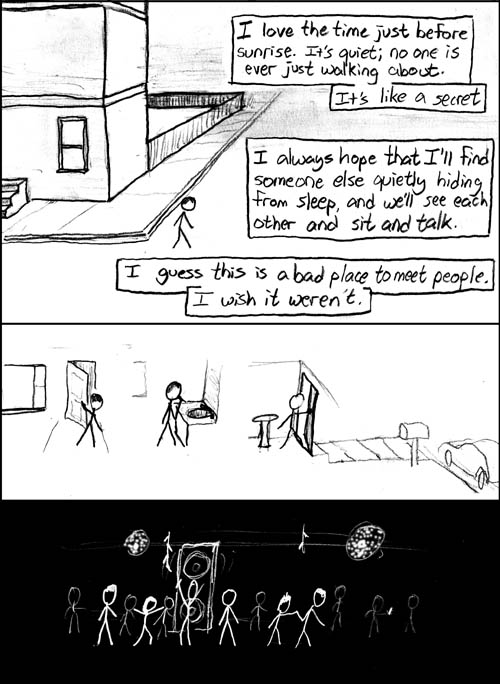 I love the time just before
sunrise. It's quiet; no one is
ever just walking about.
It's like a secret
I always hope that I'll find
someone else quietly hiding
from sleep, and we'll see each
other and sit and talk.
I guess this is a bad place to meet people.
I wish it weren't.